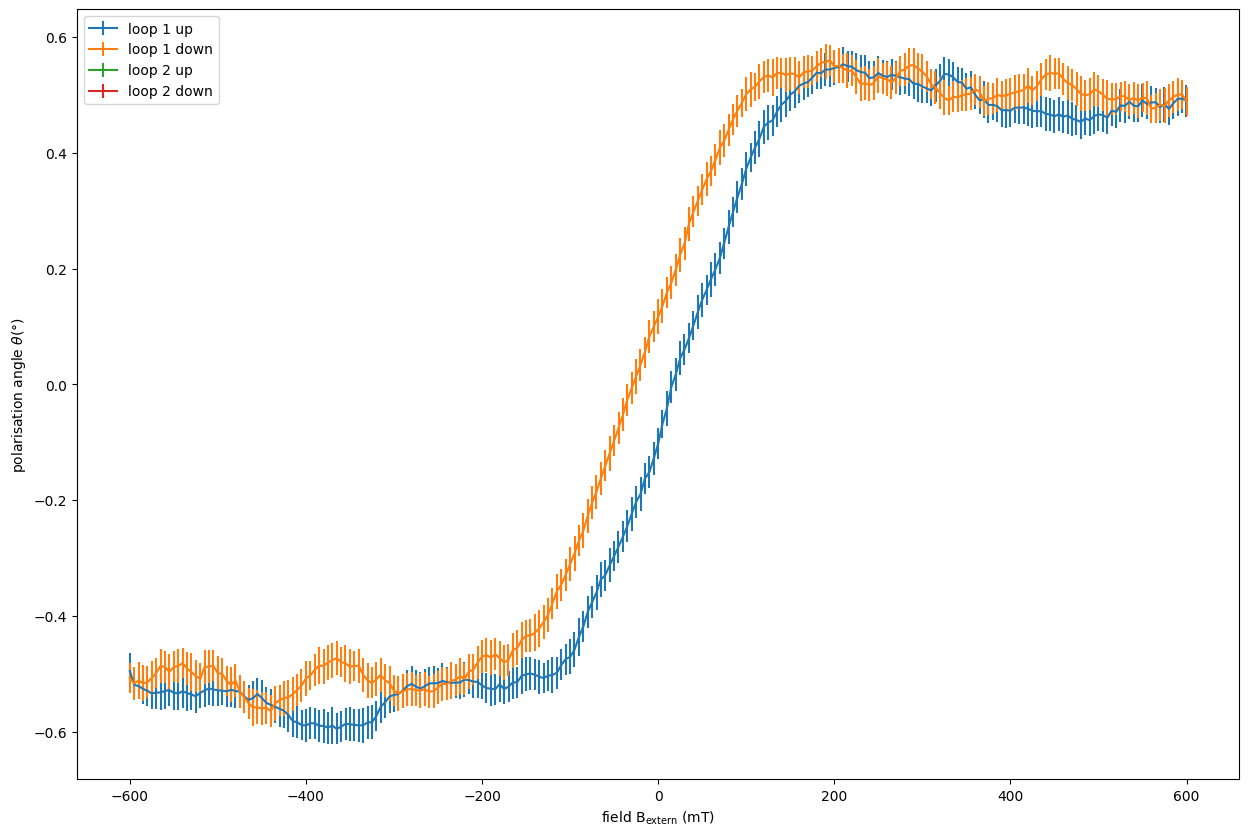 loop 1 up
loop 1 down
loop 2 up
loop 2 down
0.6
0.4
0.2
0.0
−0.2
−0.4
−0.6
polarisation angle θ(°)
−600
−400
−200
0
200
400
600
field B_extern (mT)